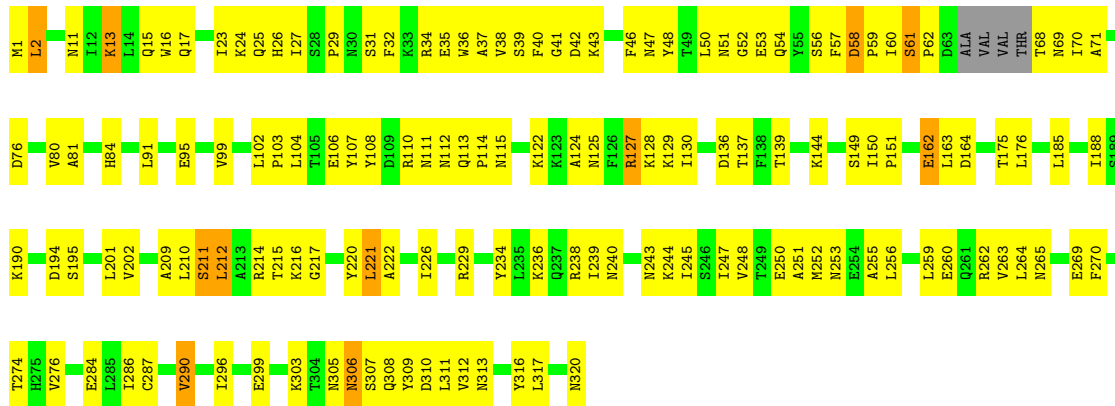 M1 L2 N11 I12 K13 L14 Q15 W16 Q17 I23 K24 Q25 H26 I27 S28 P29 N30 S31 F32 K33 R34 E35 W36 A37 V38 S39 F40 G41 D42 K43 F46 N47 Y48 T49 L50 N51 G52 E53 Q54 Y55 S56 F57 D58 P59 I60 S61 P62 D63 ALA VAL VAL THR T68 N69 I70 A71
D76 V80 A81 H84 L91 E95 V99 L102 P103 L104 T105 E106 Y107 Y108 D109 R110 N111 N112 Q113 P114 N115 K122 K123 A124 N125 F126 R127 K128 K129 I130 D136 T137 F138 T139 K144 S149 I150 P151 E162 L163 D164 T175 L176 L185 I188 S189
K190 D194 S195 L201 V202 A209 L210 S211 L212 A213 R214 T215 K216 G217 Y220 L221 A222 I226 R229 Y234 L235 K236 Q237 R238 I239 N240 N243 K244 I245 S246 I247 V248 T249 E250 A251 M252 N253 E254 A255 L256 L259 E260 Q261 R262 V263 L264 N265 E269 F270
T274 H275 V276 E284 L285 I286 C287 V290 I296 E299 K303 T304 N305 N306 S307 Q308 Y309 D310 L311 V312 N313 Y316 L317 N320